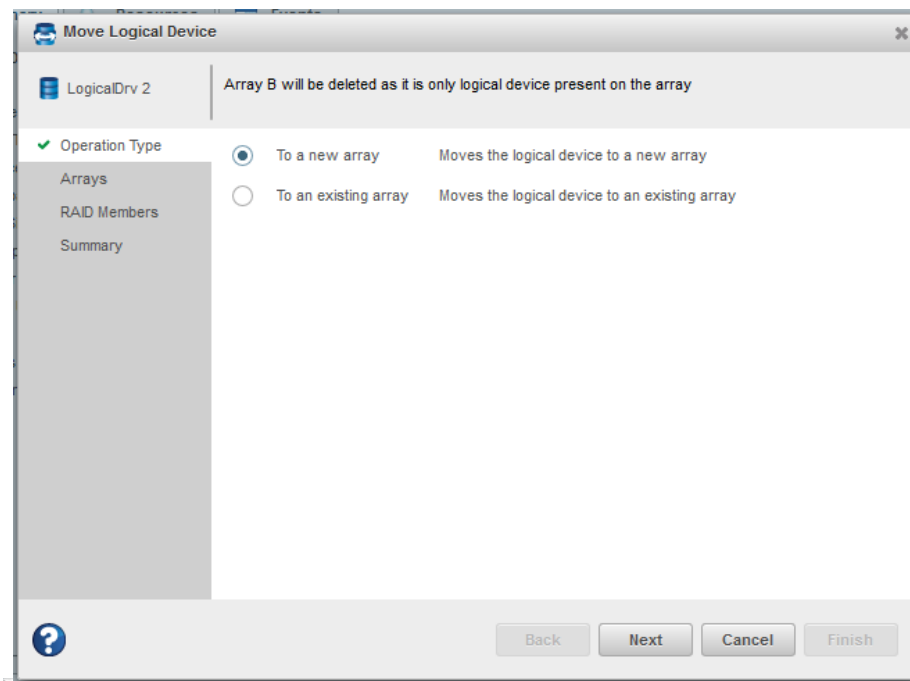 Move Logical Device
LogicalDrv 2
Array B will be deleted as it is only logical device present on the array
Operation Type
To a new array Moves the logical device to a new array
Arrays
To an existing array Moves the logical device to an existing array
RAID Members
Summary
Back Next Cancel Finish